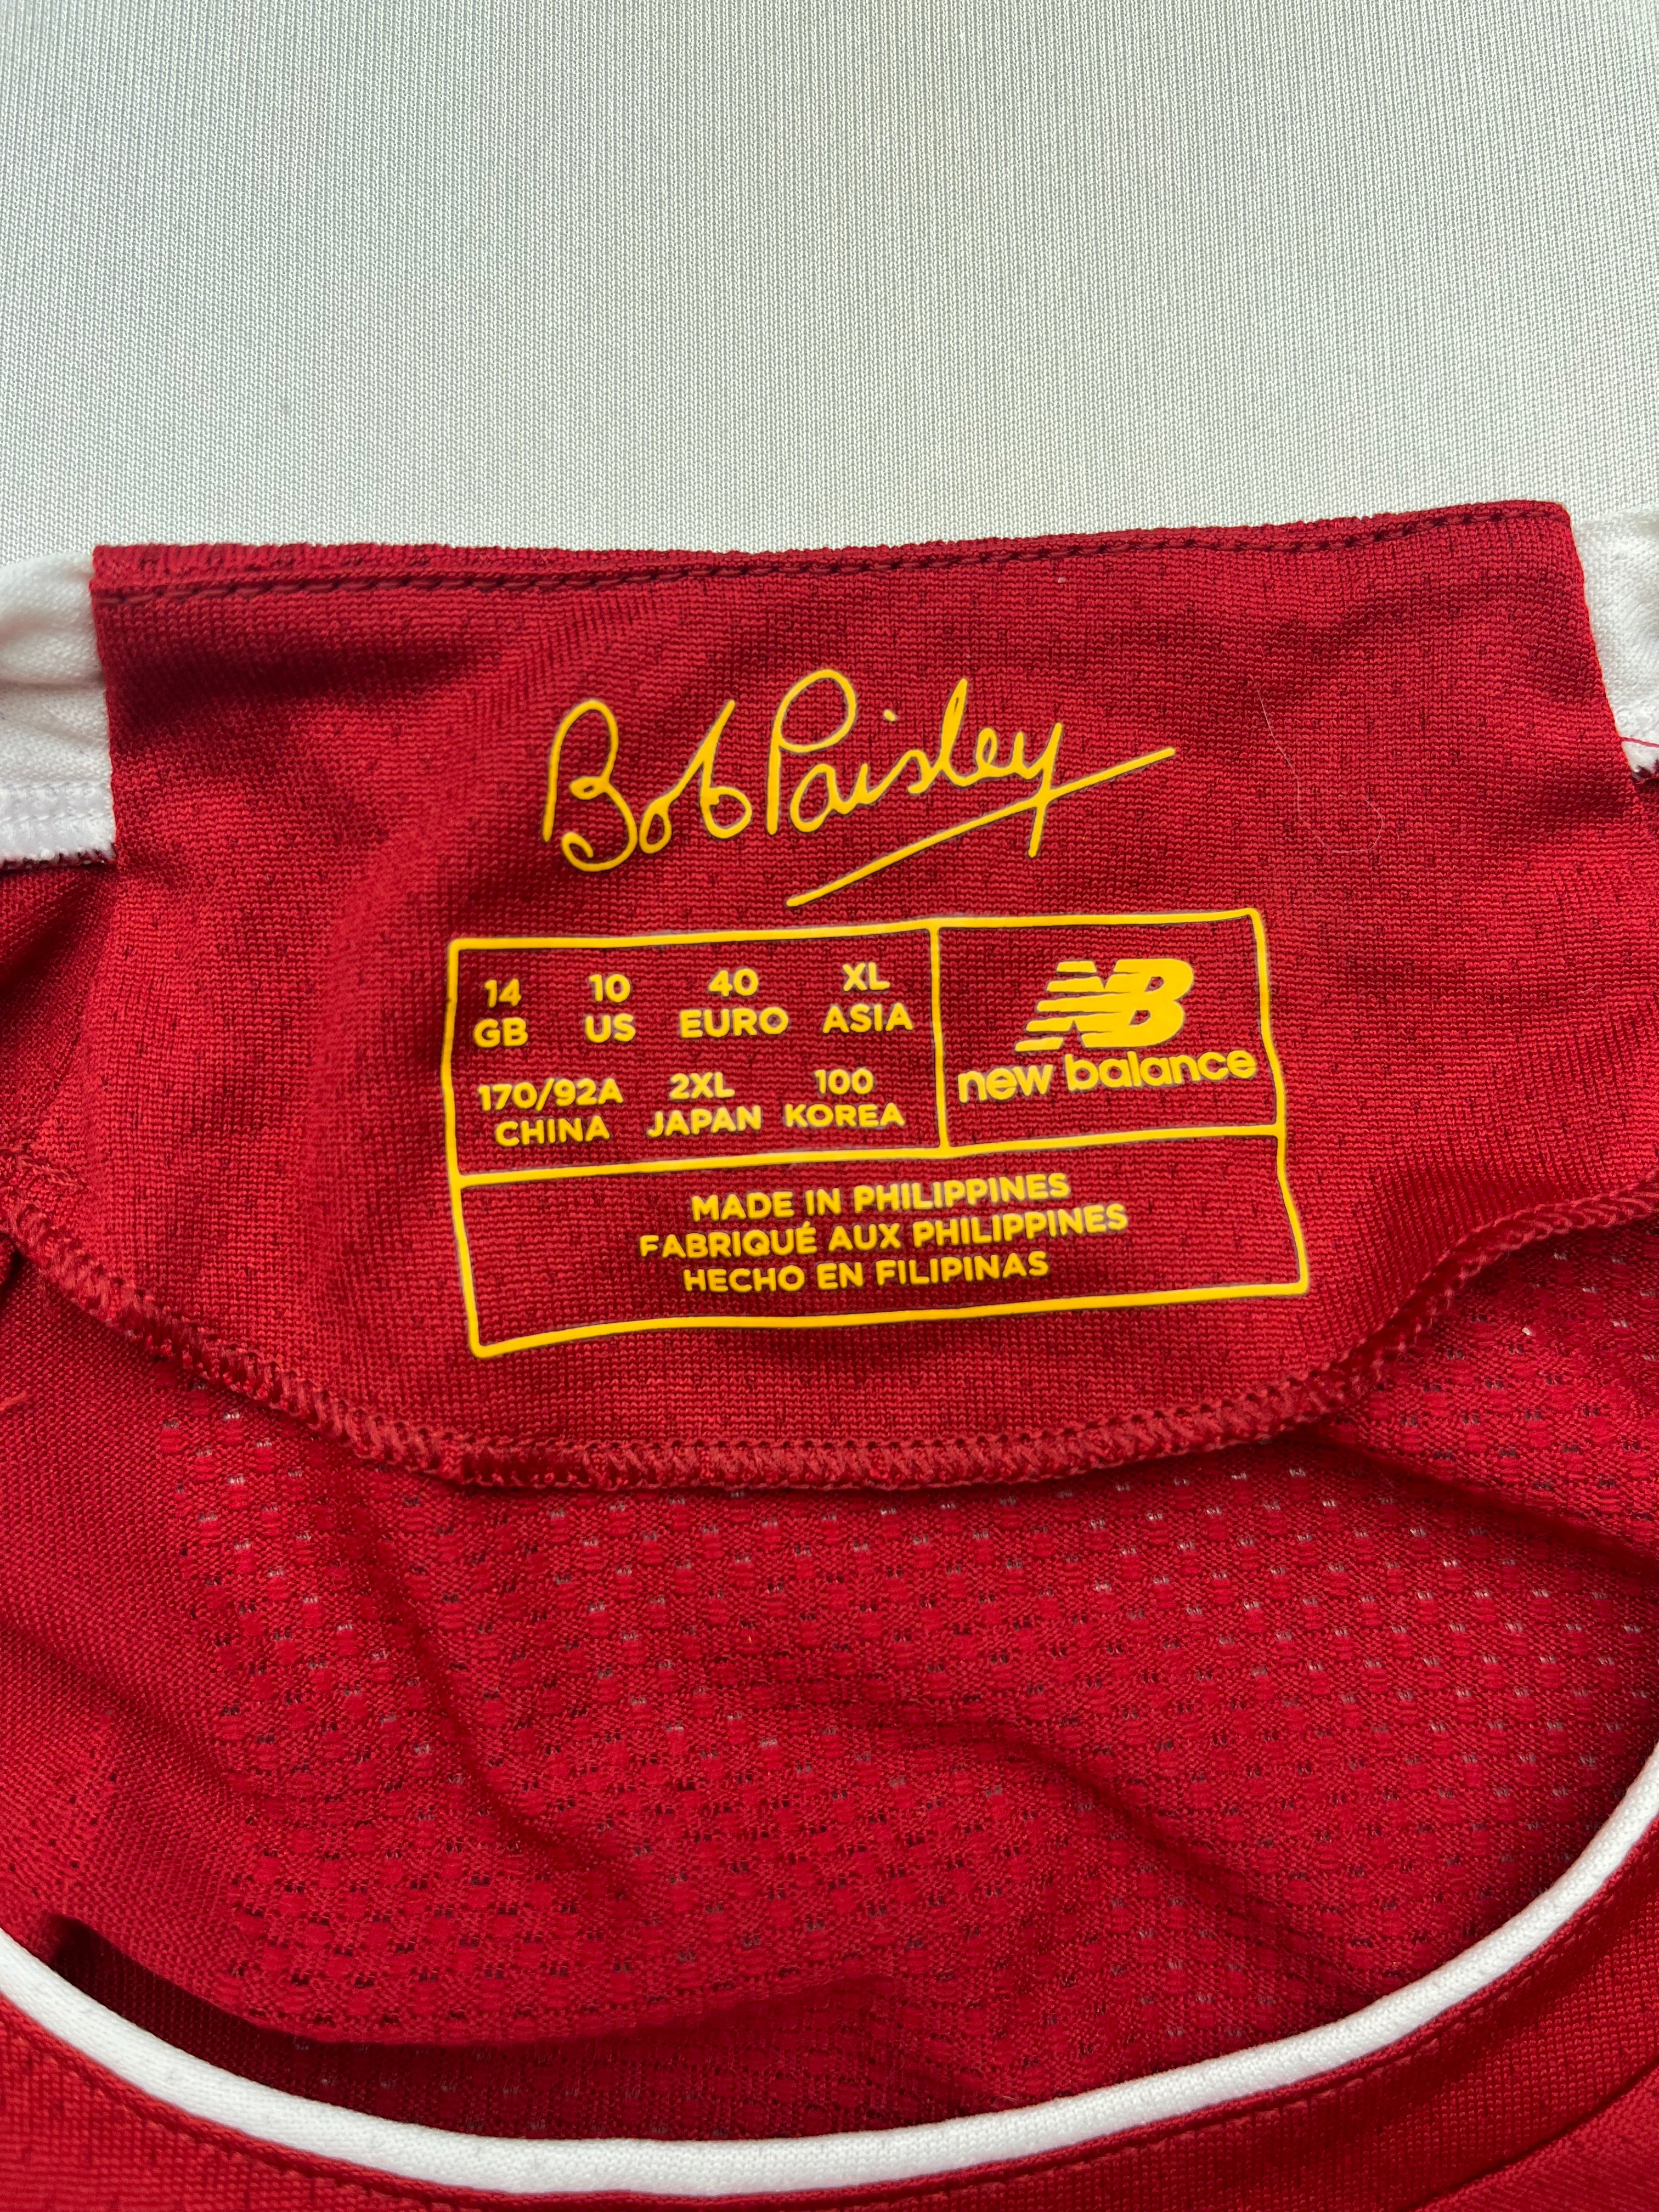 Bob Paisley
14 10 40 XL
GB US EURO ASIA
170/92A 2XL 100
CHINA JAPAN KOREA
NB
new balance
MADE IN PHILIPPINES
FABRIQUÉ AUX PHILIPPINES
HECHO EN FILIPINAS